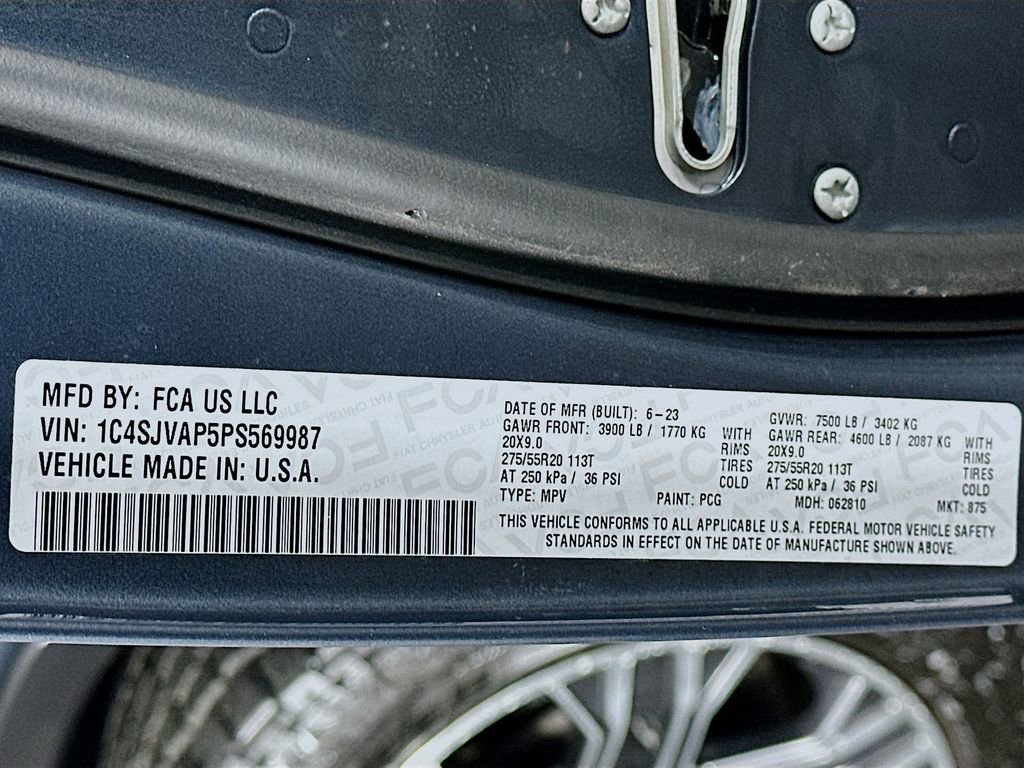 MFD BY: FCA US LLC
VIN: 1C4SJVAP5PS569987
VEHICLE MADE IN: U.S.A.
DATE OF MFR (BUILT): 6-23
GAWR FRONT: 3900 LB / 1770 KG WITH
20X9.0 RIMS
275/55R20 113T TIRES
AT 250 kPa / 36 PSI COLD
GVWR: 7500 LB / 3402 KG
GAWR REAR: 4600 LB / 2087 KG WITH
20X9.0 RIMS
275/55R20 113T TIRES
AT 250 kPa / 36 PSI COLD
TYPE: MPV PAINT: PCG MDH: 062810 MKT: 875
THIS VEHICLE CONFORMS TO ALL APPLICABLE U.S.A. FEDERAL MOTOR VEHICLE SAFETY
STANDARDS IN EFFECT ON THE DATE OF MANUFACTURE SHOWN ABOVE.